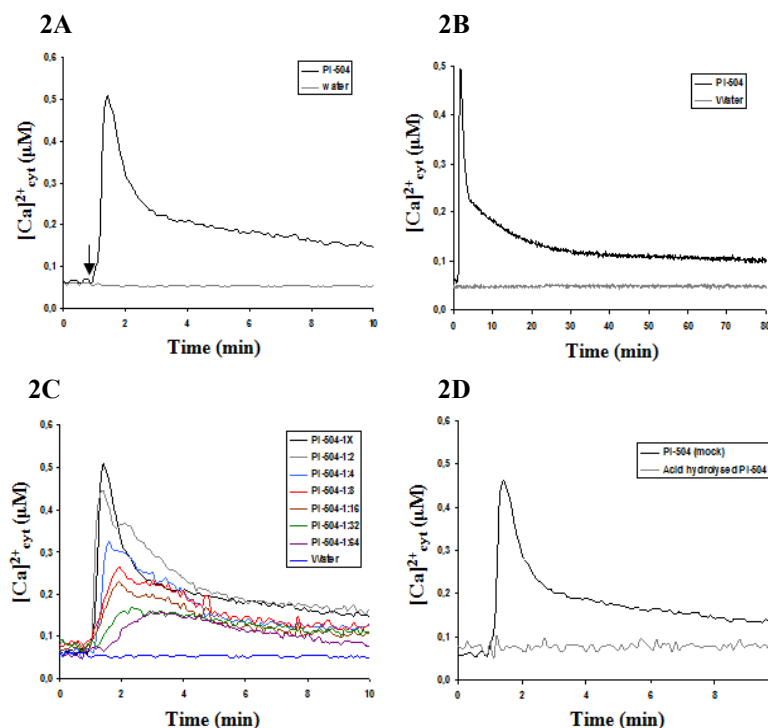 2A
0,6
0,5
0,4
0,3
0,2
0,1
0,0
[Ca]²⁺cyt (µM)
PI-504
water
0 2 4 6 8 10
Time (min)
2B
0,5
0,4
0,3
0,2
0,1
0,0
[Ca]²⁺cyt (µM)
PI-504
Water
0 10 20 30 40 50 60 70 80
Time (min)
2C
0,6
0,5
0,4
0,3
0,2
0,1
0,0
[Ca]²⁺cyt (µM)
PI-504-1X
PI-504-1:2
PI-504-1:4
PI-504-1:8
PI-504-1:16
PI-504-1:32
PI-504-1:64
Water
0 2 4 6 8 10
Time (min)
2D
0,6
0,5
0,4
0,3
0,2
0,1
0,0
[Ca]²⁺cyt (µM)
PI-504 (mock)
Acid hydrolysed PI-504
0 2 4 6 8
Time (min)